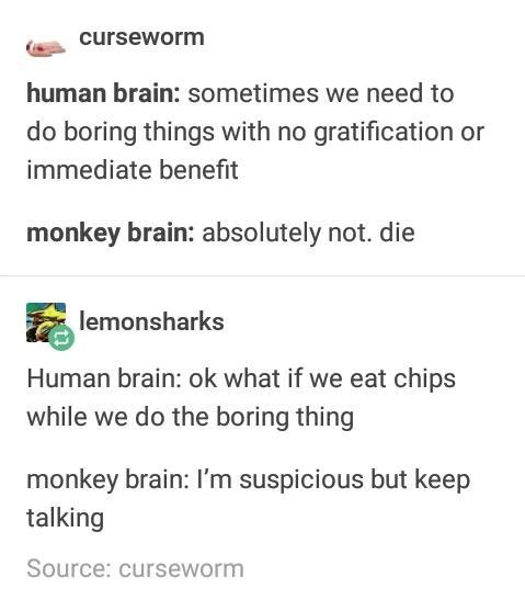 curseworm
human brain: sometimes we need to
do boring things with no gratification or
immediate benefit
monkey brain: absolutely not. die
lemonsharks
Human brain: ok what if we eat chips
while we do the boring thing
monkey brain: I’m suspicious but keep
talking
Source: curseworm